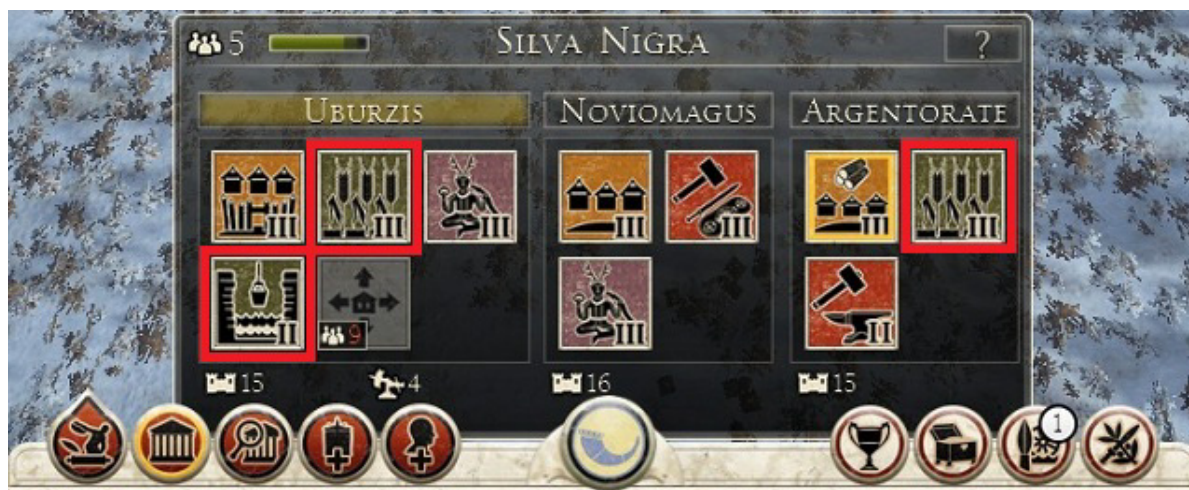 5 SILVA NIGRA ?
UBURZIS NOVIOMAGUS ARGENTORATE
III III III III III III III
II 9 III II
15 4 16 15
1